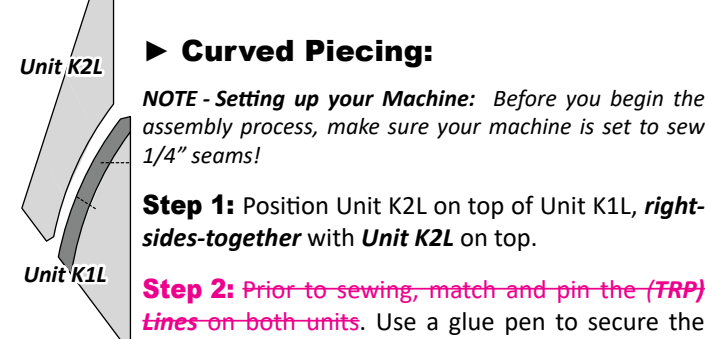 Unit K2L
► Curved Piecing:
NOTE - Setting up your Machine: Before you begin the
assembly process, make sure your machine is set to sew
1/4” seams!
Step 1: Position Unit K2L on top of Unit K1L, right-
sides-together with Unit K2L on top.
Unit K1L
Step 2: Prior to sewing, match and pin the (TRP)
Lines on both units. Use a glue pen to secure the